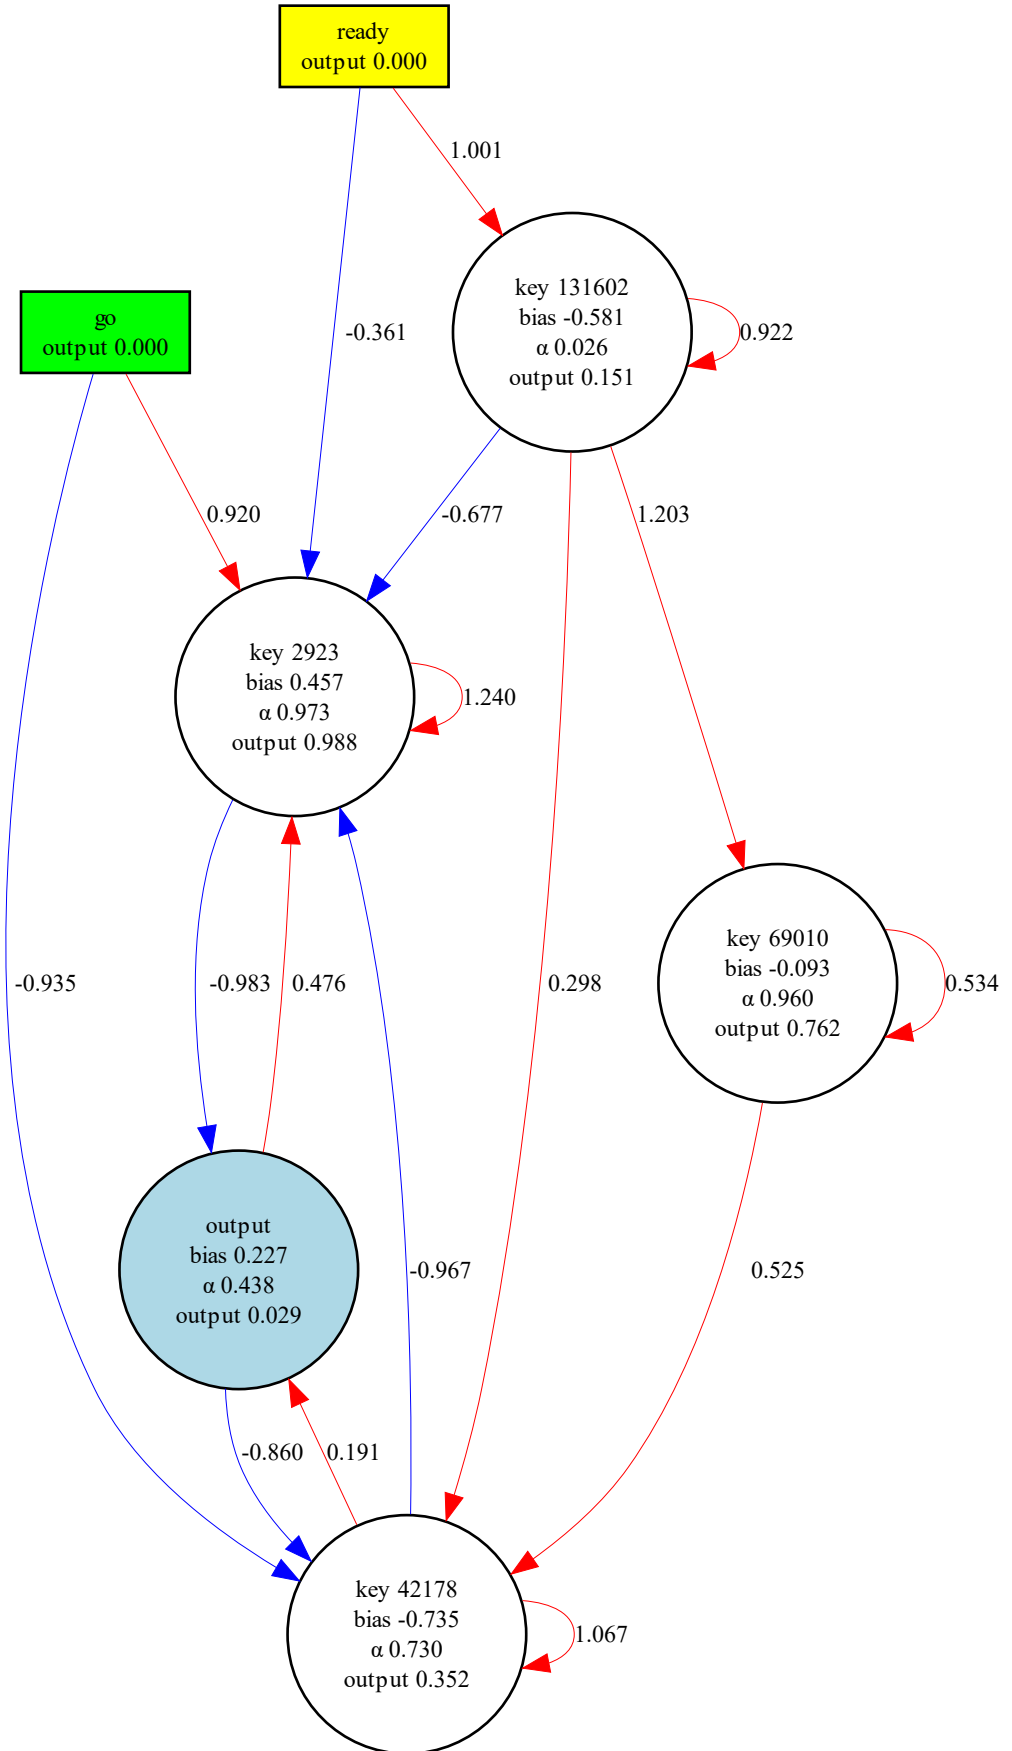 ready
output 0.000
1.001
key 131602
bias -0.581
α 0.026
output 0.151
0.922
go
output 0.000
-0.361
0.920
-0.677
1.203
key 2923
bias 0.457
α 0.973
output 0.988
1.240
key 69010
bias -0.093
α 0.960
output 0.762
0.534
-0.935
-0.983
0.476
0.298
output
bias 0.227
α 0.438
output 0.029
-0.967
0.525
-0.860
0.191
key 42178
bias -0.735
α 0.730
output 0.352
1.067